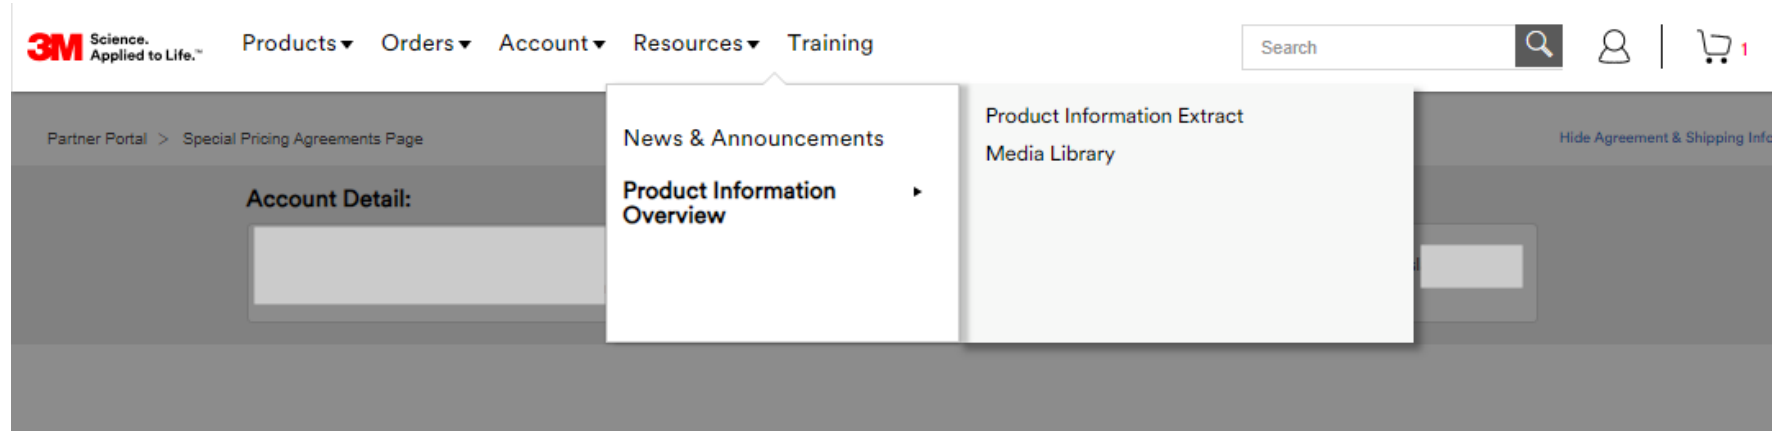 3M Science.
Applied to Life.™
Products▾ Orders▾ Account▾ Resources▾ Training
Search
1
Partner Portal > Special Pricing Agreements Page
Hide Agreement & Shipping Info
Account Detail:
News & Announcements
Product Information
Overview
Product Information Extract
Media Library